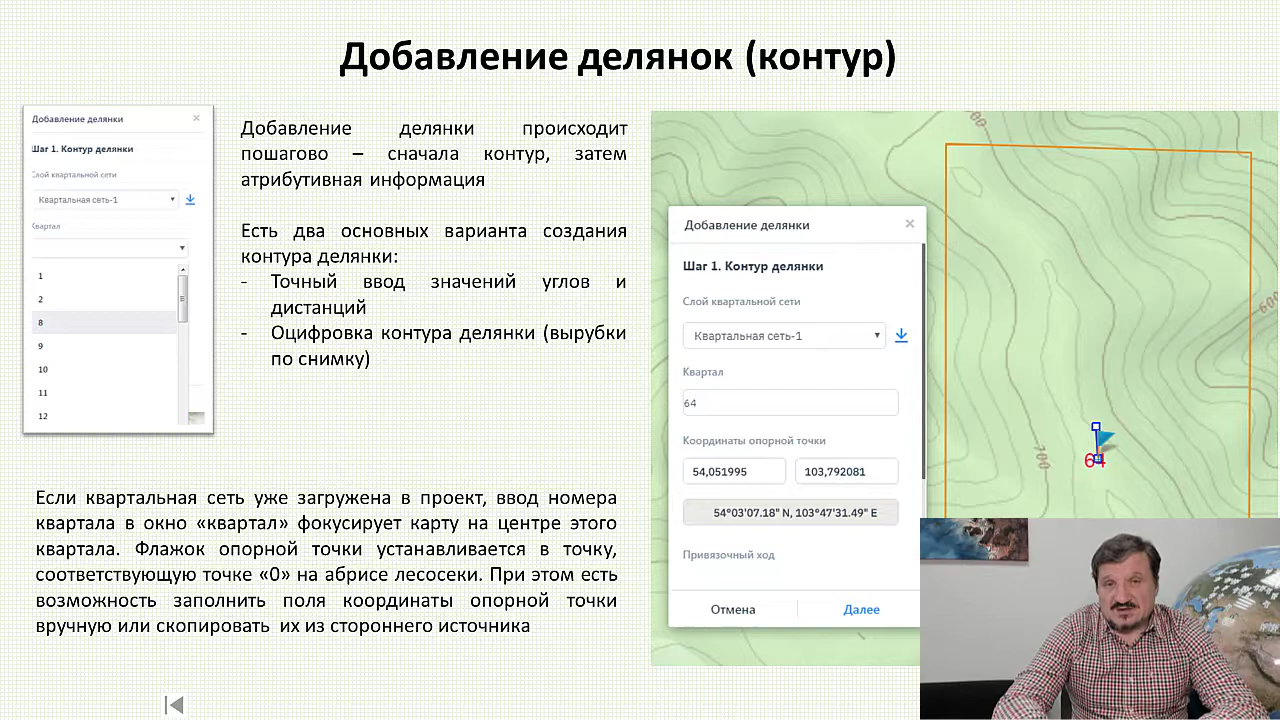 Добавление делянок (контур)
Добавление делянки ×
Шаг 1. Контур делянки
Слой квартальной сети
Квартальная сеть-1
Квартал
1
2
8
9
10
11
12
Добавление делянки происходит
пошагово – сначала контур, затем
атрибутивная информация
Есть два основных варианта создания
контура делянки:
- Точный ввод значений углов и
дистанций
- Оцифровка контура делянки (вырубки
по снимку)
Если квартальная сеть уже загружена в проект, ввод номера
квартала в окно «квартал» фокусирует карту на центре этого
квартала. Флажок опорной точки устанавливается в точку,
соответствующую точке «0» на абрисе лесосеки. При этом есть
возможность заполнить поля координаты опорной точки
вручную или скопировать их из стороннего источника
Добавление делянки ×
Шаг 1. Контур делянки
Слой квартальной сети
Квартальная сеть-1
Квартал
64
Координаты опорной точки
54,051995 103,792081
54°03'07.18" N, 103°47'31.49" E
Привязочный ход
Отмена Далее
700
64